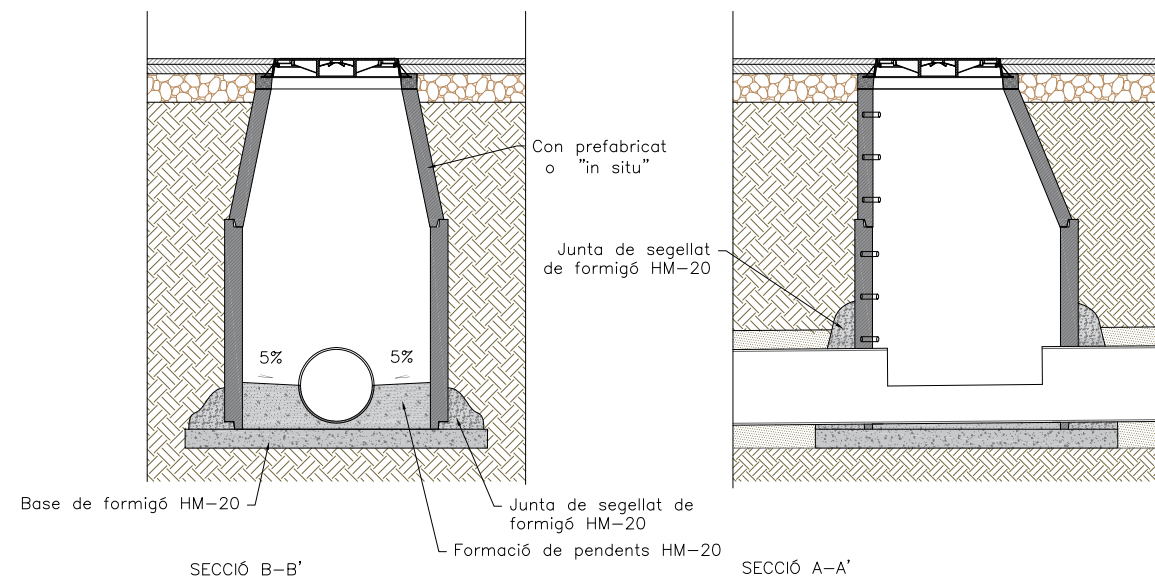 Con prefabricat
o "in situ"
Junta de segellat
de formigó HM-20
5%
5%
Base de formigó HM-20
Junta de segellat de
formigó HM-20
Formació de pendents HM-20
SECCIÓ B-B'
SECCIÓ A-A'